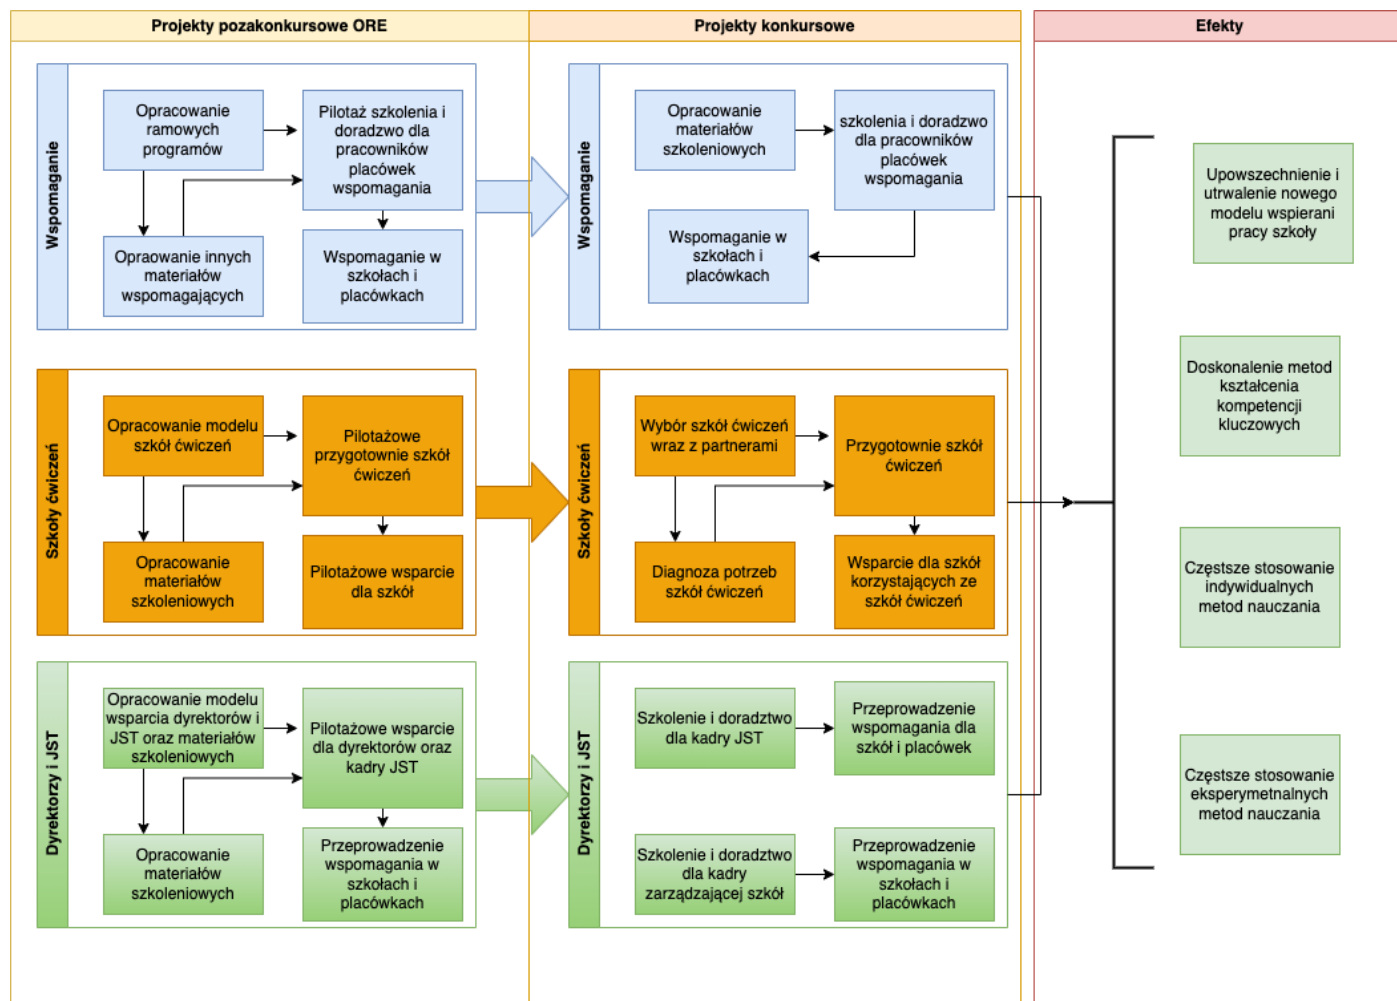 Projekty pozakonkursowe ORE
Projekty konkursowe
Efekty
Wspomaganie
Opracowanie
ramowych
programów
Pilotaż szkolenia i
doradzwo dla
pracowników
placówek
wspomagania
Opraowanie innych
materiałów
wspomagających
Wspomaganie w
szkołach i
placówkach
Wspomaganie
Opracowanie
materiałów
szkoleniowych
szkolenia i doradzwo
dla pracowników
placówek
wspomagania
Wspomaganie w
szkołach i
placówkach
Szkoły ćwiczeń
Opracowanie modelu
szkół ćwiczeń
Pilotażowe
przygotownie szkół
ćwiczeń
Opracowanie
materiałów
szkoleniowych
Pilotażowe wsparcie
dla szkół
Szkoły ćwiczeń
Wybór szkół ćwiczeń
wraz z partnerami
Przygotownie szkół
ćwiczeń
Diagnoza potrzeb
szkół ćwiczeń
Wsparcie dla szkół
korzystających ze
szkół ćwiczeń
Dyrektorzy i JST
Opracowanie modelu
wsparcia dyrektorów i
JST oraz materiałów
szkoleniowych
Pilotażowe wsparcie
dla dyrektorów oraz
kadry JST
Opracowanie
materiałów
szkoleniowych
Przeprowadzenie
wspomagania w
szkołach i
placówkach
Dyrektorzy i JST
Szkolenie i doradztwo
dla kadry JST
Przeprowadzenie
wspomagania dla
szkół i placówek
Szkolenie i doradztwo
dla kadry
zarządzającej szkół
Przeprowadzenie
wspomagania w
szkołach i
placówkach
Upowszechnienie i
utrwalenie nowego
modelu wspierani
pracy szkoły
Doskonalenie metod
kształcenia
kompetencji
kluczowych
Częstsze stosowanie
indywidualnych
metod nauczania
Częstsze stosowanie
eksperymetnalnych
metod nauczania